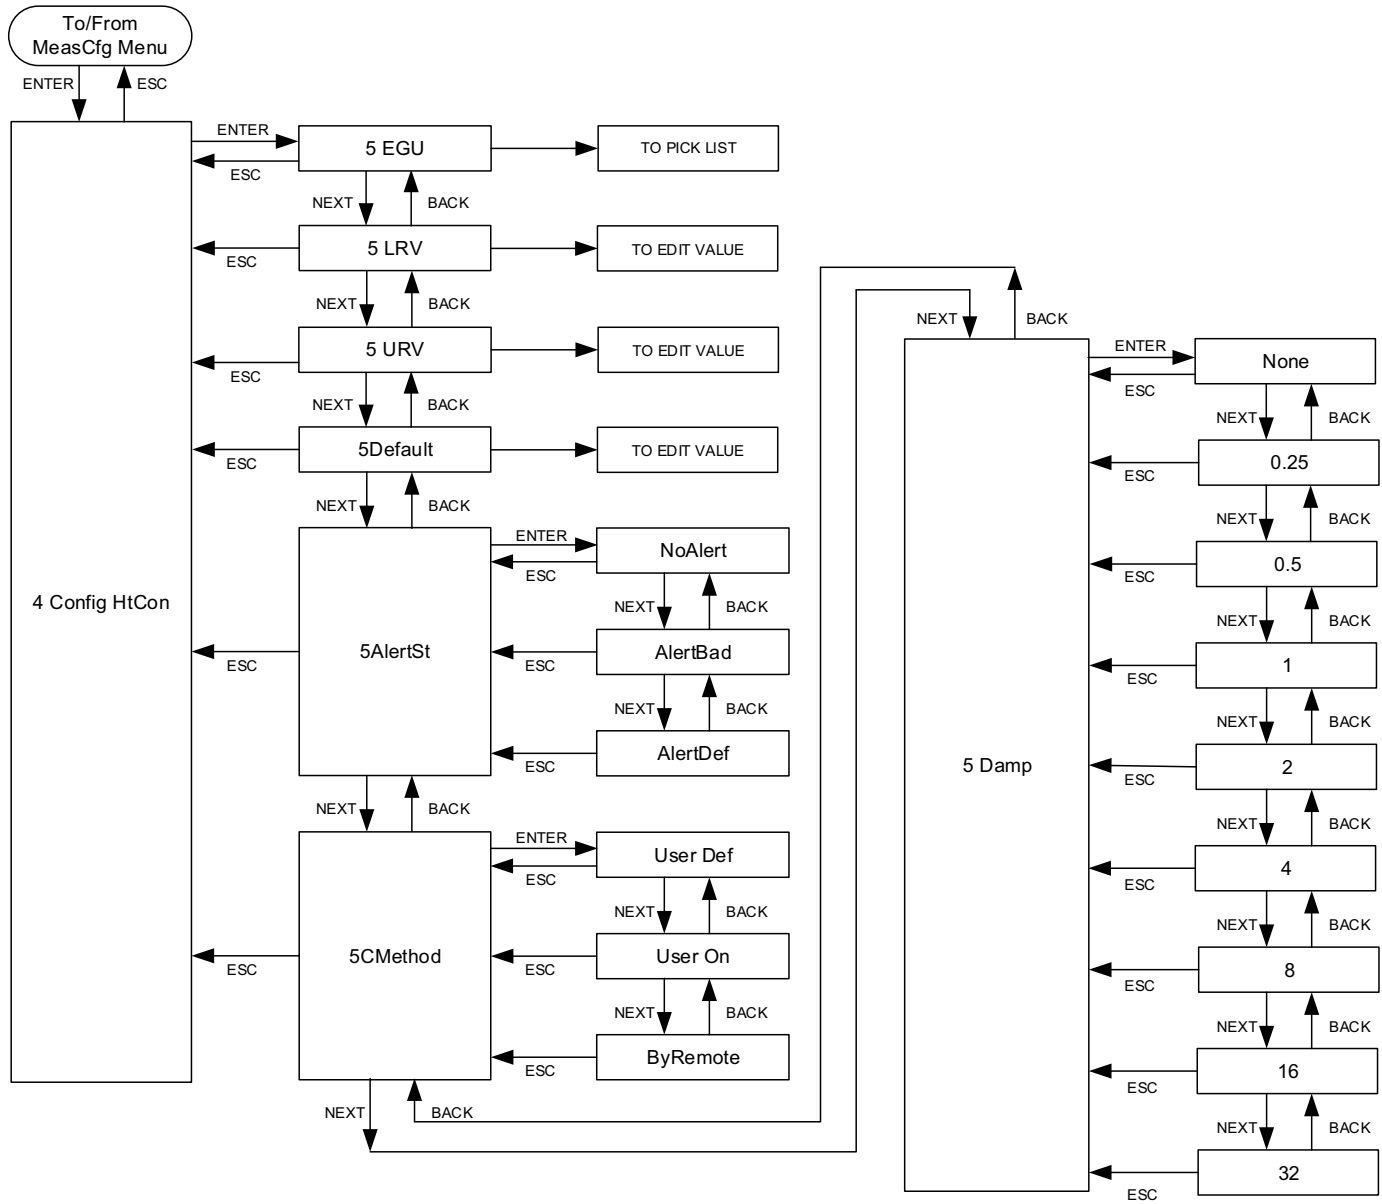 To/From
MeasCfg Menu
ENTER
ESC
4 Config HtCon
ENTER
ESC
5 EGU
TO PICK LIST
NEXT
BACK
ESC
5 LRV
TO EDIT VALUE
NEXT
BACK
ESC
5 URV
TO EDIT VALUE
NEXT
BACK
ESC
5Default
TO EDIT VALUE
NEXT
BACK
ESC
5AlertSt
ENTER
ESC
NoAlert
NEXT
BACK
ESC
AlertBad
NEXT
BACK
ESC
AlertDef
NEXT
BACK
ESC
5CMethod
ENTER
ESC
User Def
NEXT
BACK
ESC
User On
NEXT
BACK
ESC
ByRemote
NEXT
BACK
NEXT
BACK
5 Damp
ENTER
ESC
None
NEXT
BACK
ESC
0.25
NEXT
BACK
ESC
0.5
NEXT
BACK
ESC
1
NEXT
BACK
ESC
2
NEXT
BACK
ESC
4
NEXT
BACK
ESC
8
NEXT
BACK
ESC
16
NEXT
BACK
ESC
32